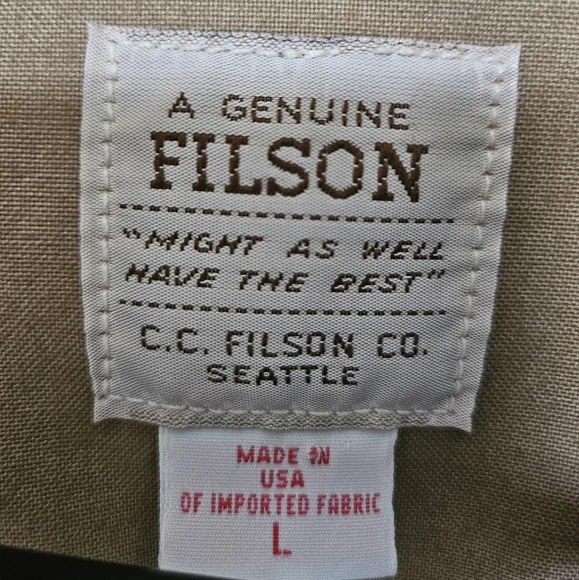 A GENUINE
FILSON
"MIGHT AS WELL
HAVE THE BEST"
C.C. FILSON CO.
SEATTLE
MADE IN
USA
OF IMPORTED FABRIC
L